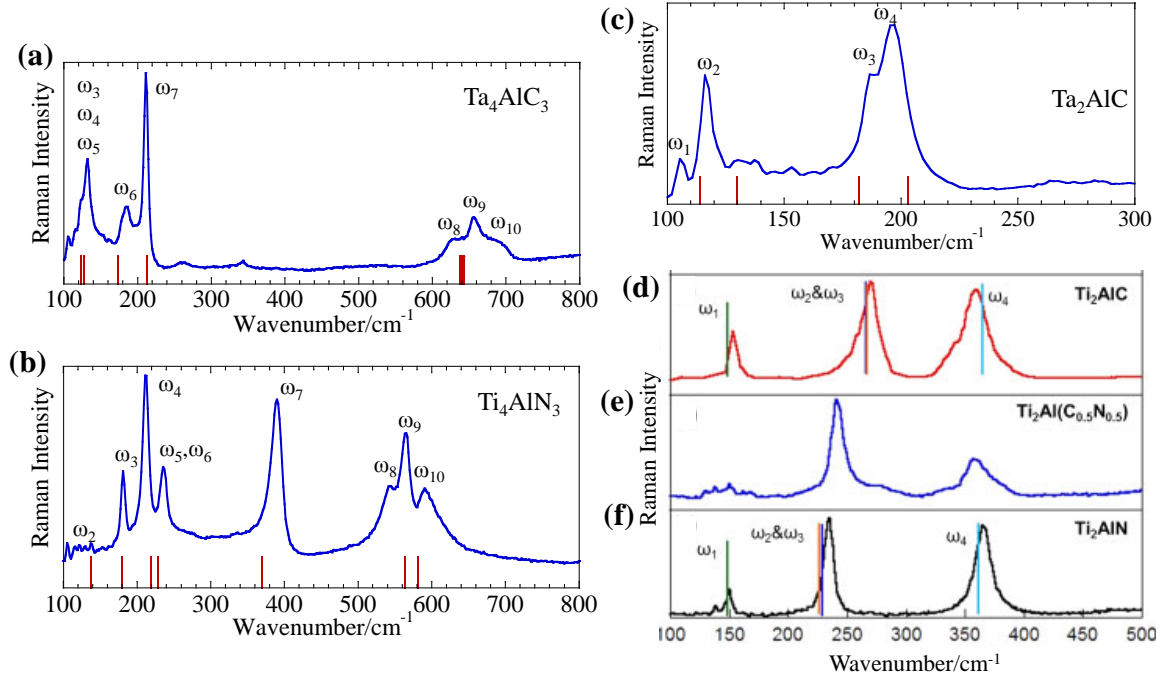 (a)
Raman Intensity
ω3
ω4
ω5
ω6
ω7
ω8
ω9
ω10
Ta4AlC3
100 200 300 400 500 600 700 800
Wavenumber/cm-1
(b)
Raman Intensity
ω2
ω3
ω4
ω5,ω6
ω7
ω8
ω9
ω10
Ti4AlN3
100 200 300 400 500 600 700 800
Wavenumber/cm-1
(c)
Raman Intensity
ω1
ω2
ω3
ω4
Ta2AlC
100 150 200 250 300
Wavenumber/cm-1
(d)
ω1
ω2&ω3
ω4
Ti2AlC
(e)
Ti2Al(C0.5N0.5)
Raman Intensity
(f)
ω1
ω2&ω3
ω4
Ti2AlN
100 150 200 250 300 350 400 450 500
Wavenumber/cm-1